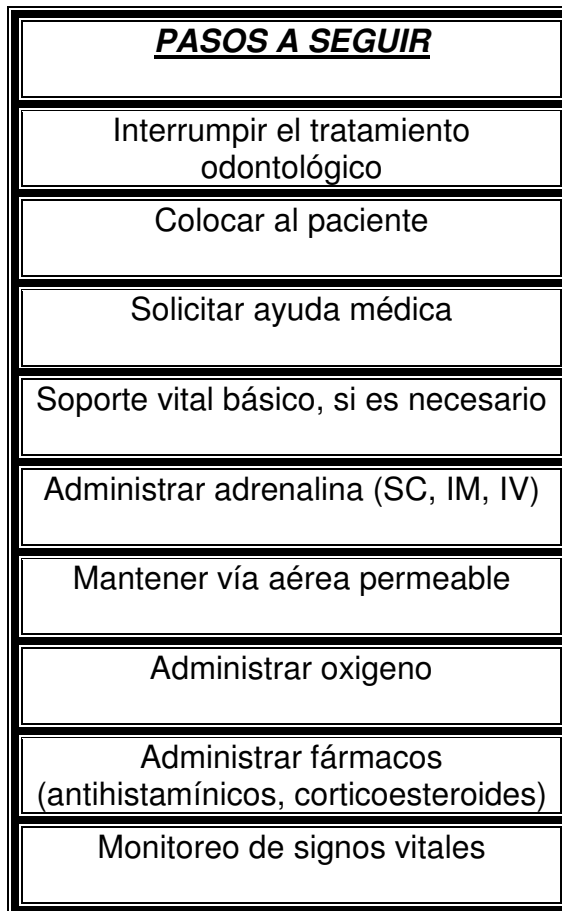 PASOS A SEGUIR
Interrumpir el tratamiento
odontológico
Colocar al paciente
Solicitar ayuda médica
Soporte vital básico, si es necesario
Administrar adrenalina (SC, IM, IV)
Mantener vía aérea permeable
Administrar oxigeno
Administrar fármacos
(antihistamínicos, corticoesteroides)
Monitoreo de signos vitales